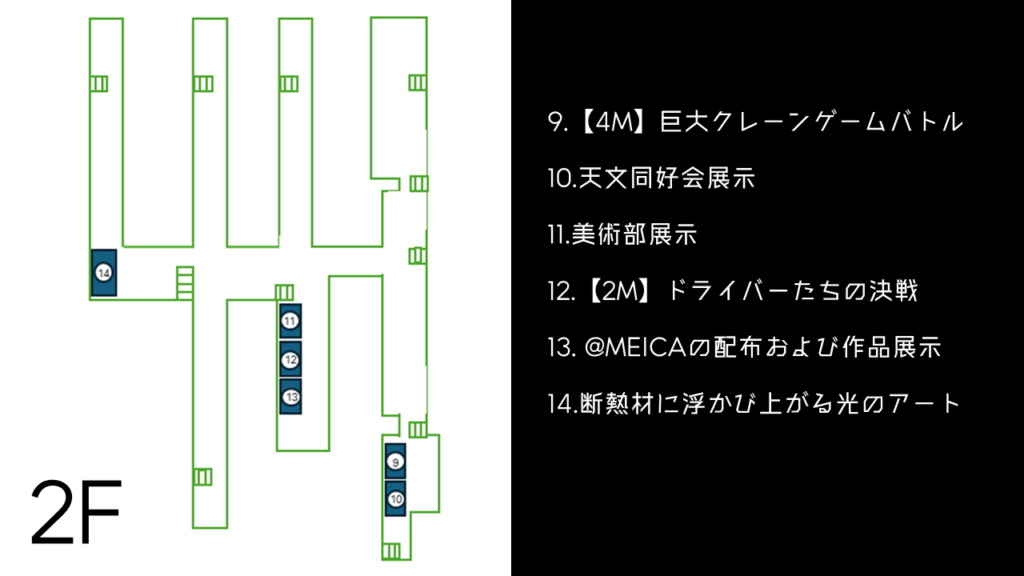 9.【4M】巨大クレーンゲームバトル
10.天文同好会展示
11.美術部展示
12.【2M】ドライバーたちの決戦
13. @MEICAの配布および作品展示
14.断熱材に浮かび上がる光のアート
14
11
12
13
9
10
2F